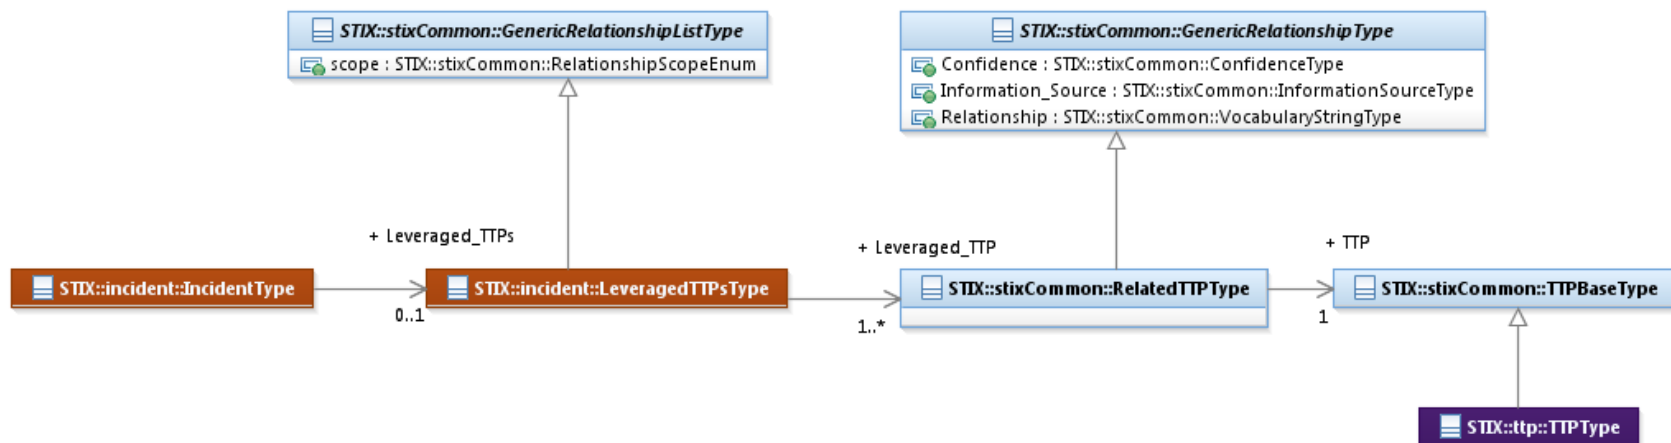 STIX::stixCommon::GenericRelationshipListType
scope : STIX::stixCommon::RelationshipScopeEnum
STIX::stixCommon::GenericRelationshipType
Confidence : STIX::stixCommon::ConfidenceType
Information_Source : STIX::stixCommon::InformationSourceType
Relationship : STIX::stixCommon::VocabularyStringType
+ Leveraged_TTPs
+ Leveraged_TTP
+ TTP
STIX::incident::IncidentType
STIX::incident::LeveragedTTPsType
STIX::stixCommon::RelatedTTPType
STIX::stixCommon::TTPBaseType
0..1
1..*
1
STIX::ttp::TTPType